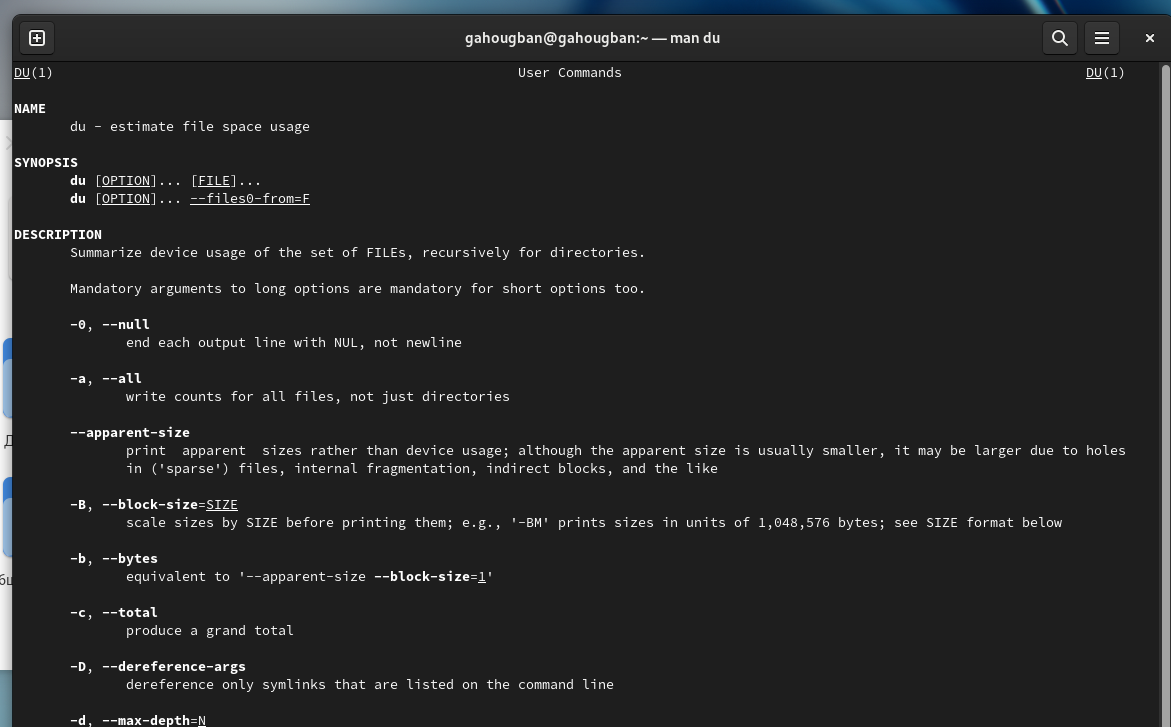 gahougban@gahougban:~ — man du
DU(1) User Commands DU(1)
NAME
du - estimate file space usage
SYNOPSIS
du [OPTION]... [FILE]...
du [OPTION]... --files0-from=F
DESCRIPTION
Summarize device usage of the set of FILEs, recursively for directories.
Mandatory arguments to long options are mandatory for short options too.
-0, --null
end each output line with NUL, not newline
-a, --all
write counts for all files, not just directories
--apparent-size
print apparent sizes rather than device usage; although the apparent size is usually smaller, it may be larger due to holes
in ('sparse') files, internal fragmentation, indirect blocks, and the like
-B, --block-size=SIZE
scale sizes by SIZE before printing them; e.g., '-BM' prints sizes in units of 1,048,576 bytes; see SIZE format below
-b, --bytes
equivalent to '--apparent-size --block-size=1'
-c, --total
produce a grand total
-D, --dereference-args
dereference only symlinks that are listed on the command line
-d, --max-depth=N